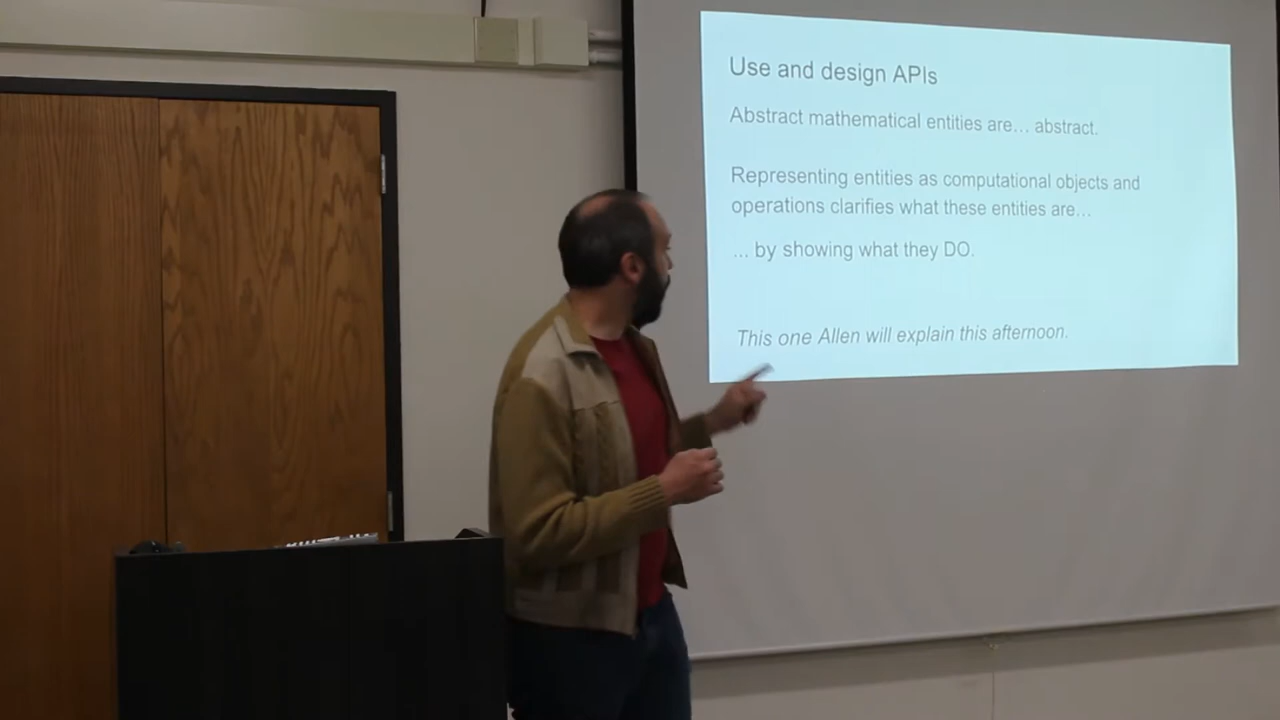 Use and design APIs
Abstract mathematical entities are... abstract.
Representing entities as computational objects and
operations clarifies what these entities are...
... by showing what they DO.
This one Allen will explain this afternoon.